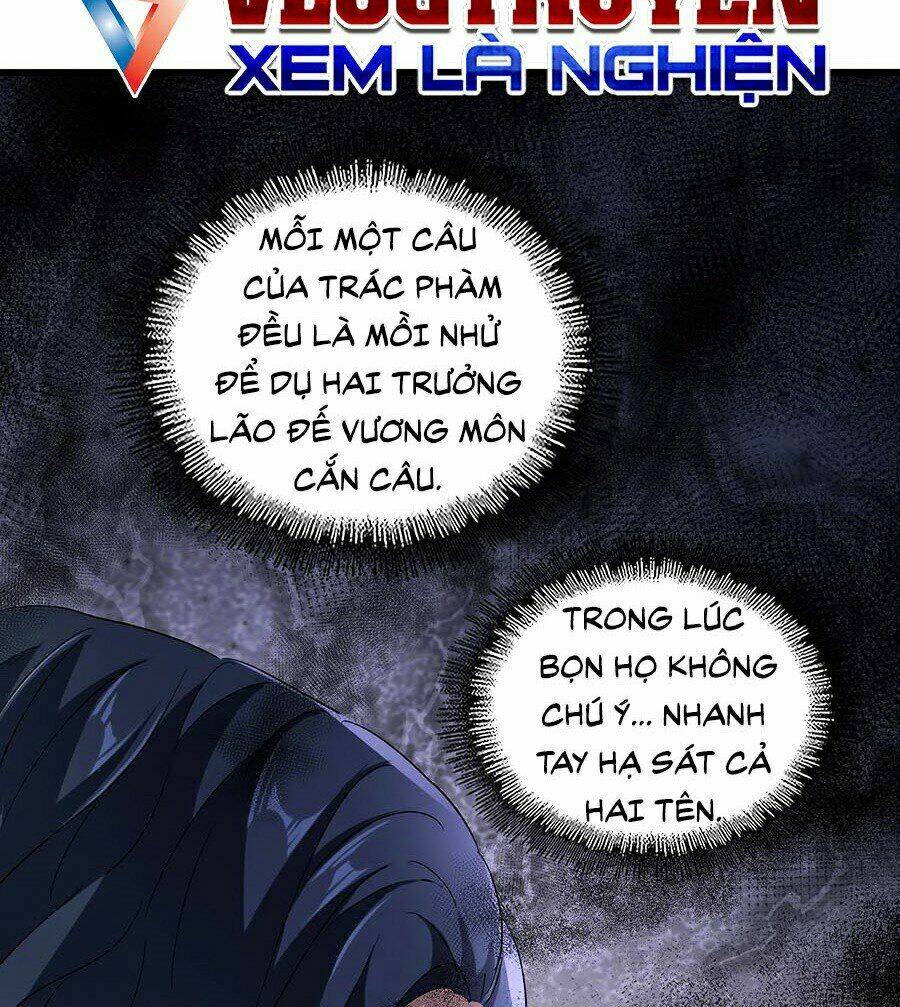 VLOGTRUYEN
XEM LÀ NGHIỆN
MỖI MỘT CÂU
CỦA TRÁC PHÀM
ĐỀU LÀ MỒI NHỬ
ĐỂ DỤ HAI TRƯỞNG
LÃO ĐẾ VƯƠNG MÔN
CẮN CÂU.
TRONG LÚC
BỌN HỌ KHÔNG
CHÚ Ý... NHANH
TAY HẠ SÁT CẢ
HAI TÊN.